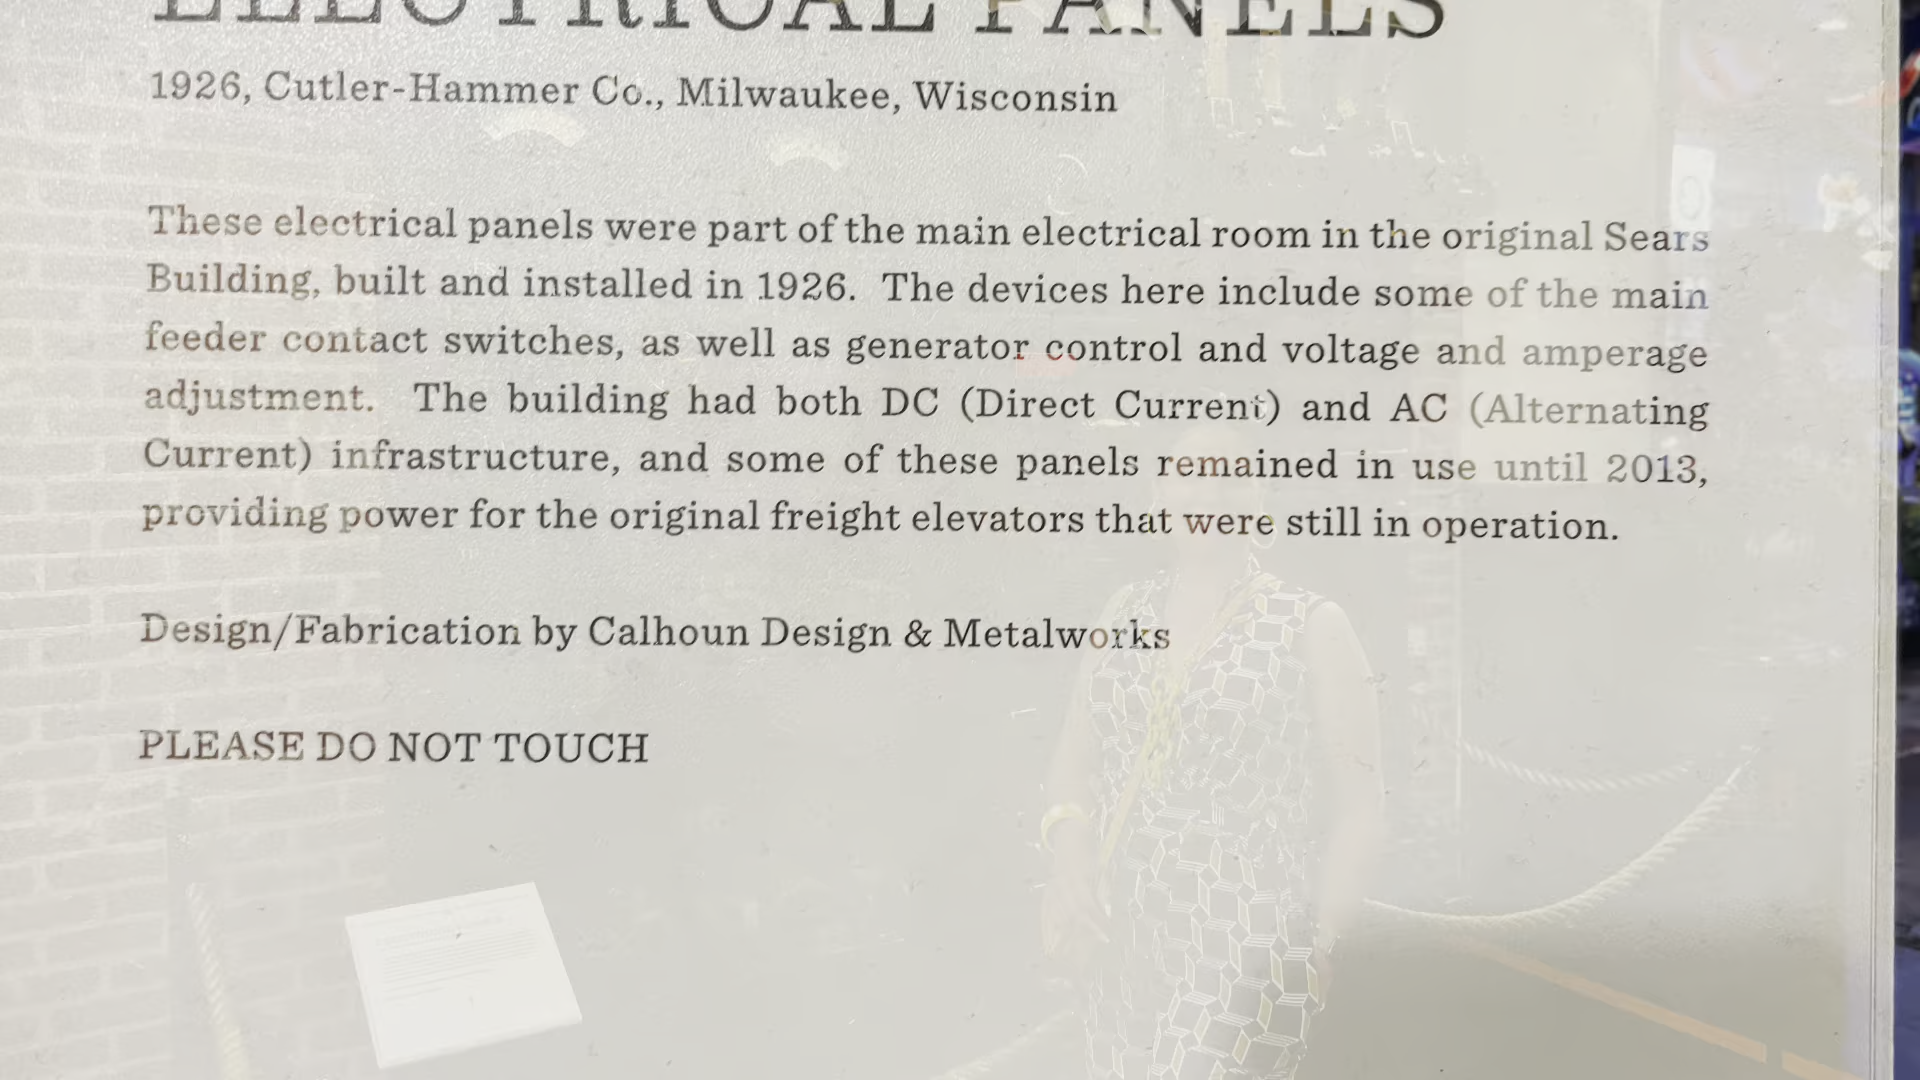 ELECTRICAL PANELS
1926, Cutler-Hammer Co., Milwaukee, Wisconsin
These electrical panels were part of the main electrical room in the original Sears
Building, built and installed in 1926. The devices here include some of the main
feeder contact switches, as well as generator control and voltage and amperage
adjustment. The building had both DC (Direct Current) and AC (Alternating
Current) infrastructure, and some of these panels remained in use until 2013,
providing power for the original freight elevators that were still in operation.
Design/Fabrication by Calhoun Design & Metalworks
PLEASE DO NOT TOUCH